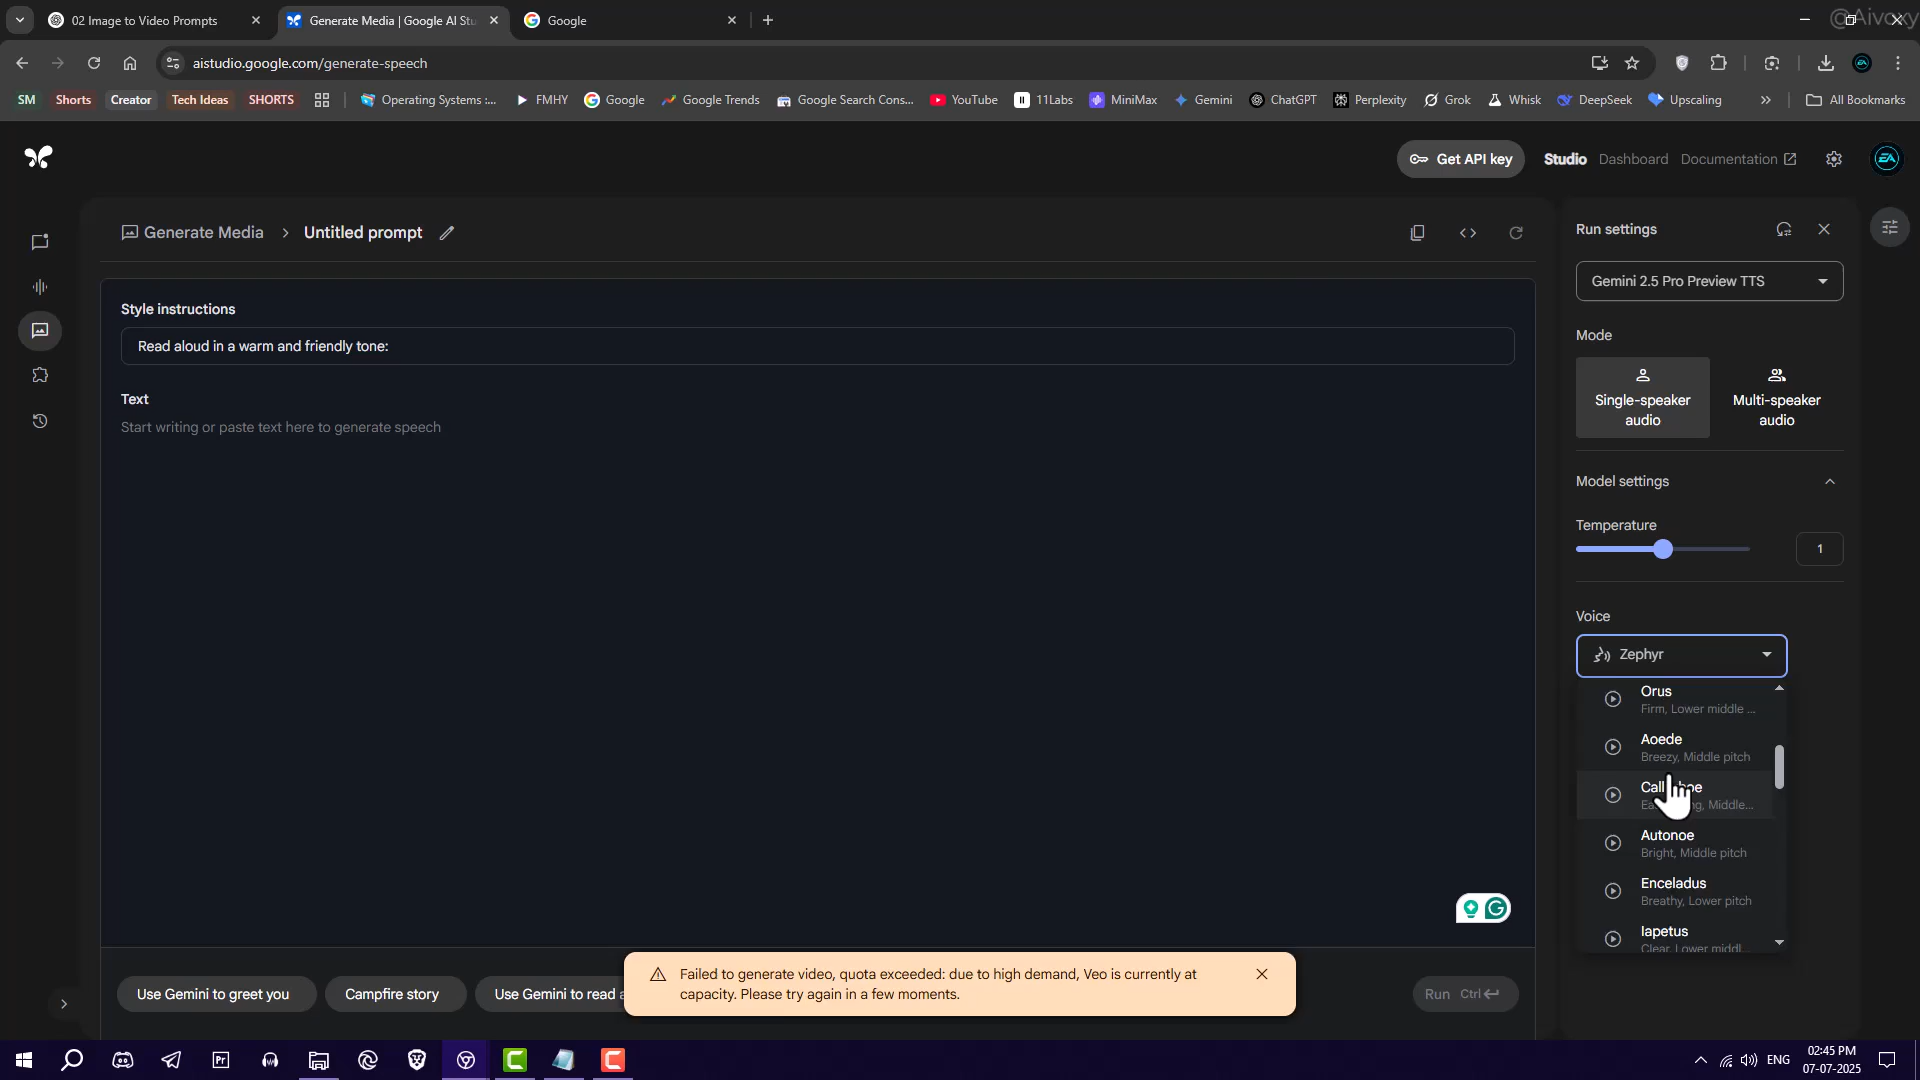 02 Image to Video Prompts
Generate Media | Google AI Stu
Google
@Aivoxy
aistudio.google.com/generate-speech
SM
Shorts
Creator
Tech Ideas
SHORTS
Operating Systems :...
FMHY
Google
Google Trends
Google Search Cons...
YouTube
11Labs
MiniMax
Gemini
ChatGPT
Perplexity
Grok
Whisk
DeepSeek
Upscaling
»
All Bookmarks
Get API key
Studio
Dashboard
Documentation
EA
Generate Media > Untitled prompt
Run settings
Gemini 2.5 Pro Preview TTS
Style instructions
Read aloud in a warm and friendly tone:
Mode
Single-speaker
audio
Multi-speaker
audio
Text
Start writing or paste text here to generate speech
Model settings
Temperature
1
Voice
Zephyr
Orus
Firm, Lower middle ...
Aoede
Breezy, Middle pitch
Middle...
Autonoe
Bright, Middle pitch
Enceladus
Breathy, Lower pitch
Iapetus
Clear, Lower middl...
Use Gemini to greet you
Campfire story
Use Gemini to read a
Failed to generate video, quota exceeded: due to high demand, Veo is currently at
capacity. Please try again in a few moments.
Run Ctrl
ENG
02:45 PM
07-07-2025